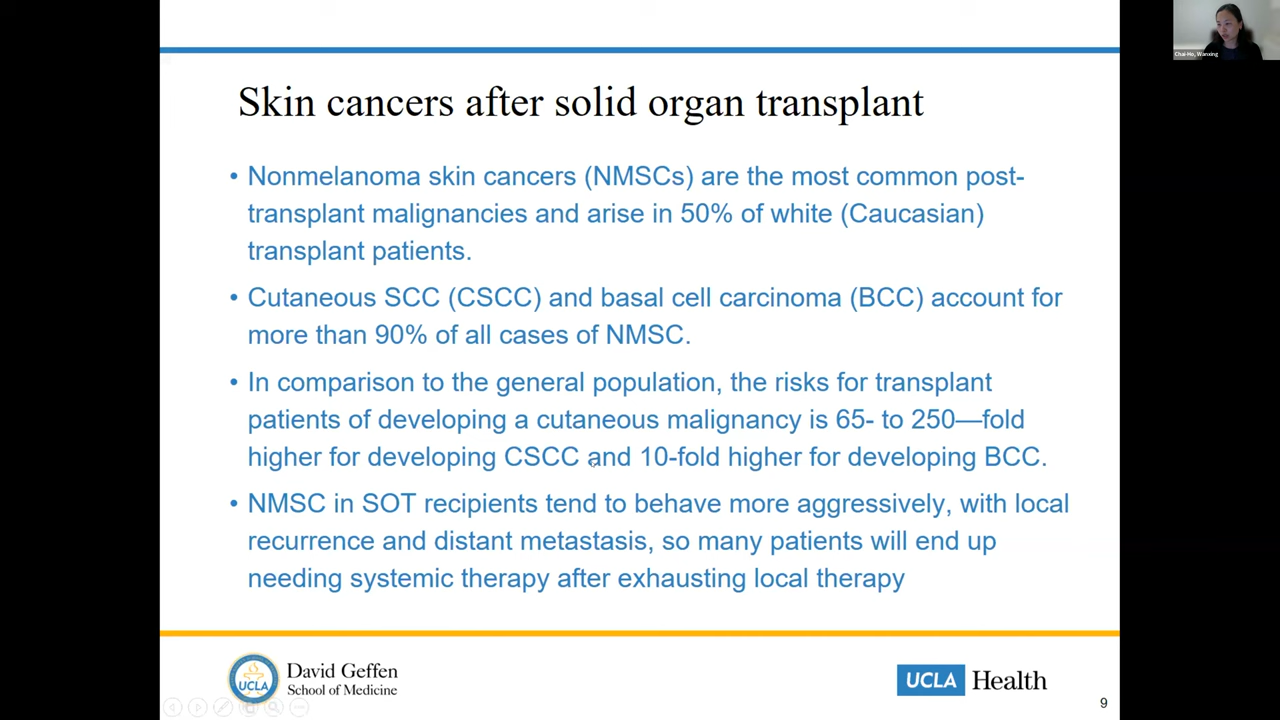 Chai-Ho, Wanxing
Skin cancers after solid organ transplant
• Nonmelanoma skin cancers (NMSCs) are the most common post-
transplant malignancies and arise in 50% of white (Caucasian)
transplant patients.
• Cutaneous SCC (CSCC) and basal cell carcinoma (BCC) account for
more than 90% of all cases of NMSC.
• In comparison to the general population, the risks for transplant
patients of developing a cutaneous malignancy is 65- to 250—fold
higher for developing CSCC and 10-fold higher for developing BCC.
• NMSC in SOT recipients tend to behave more aggressively, with local
recurrence and distant metastasis, so many patients will end up
needing systemic therapy after exhausting local therapy
UCLA
David Geffen
School of Medicine
UCLA Health
9